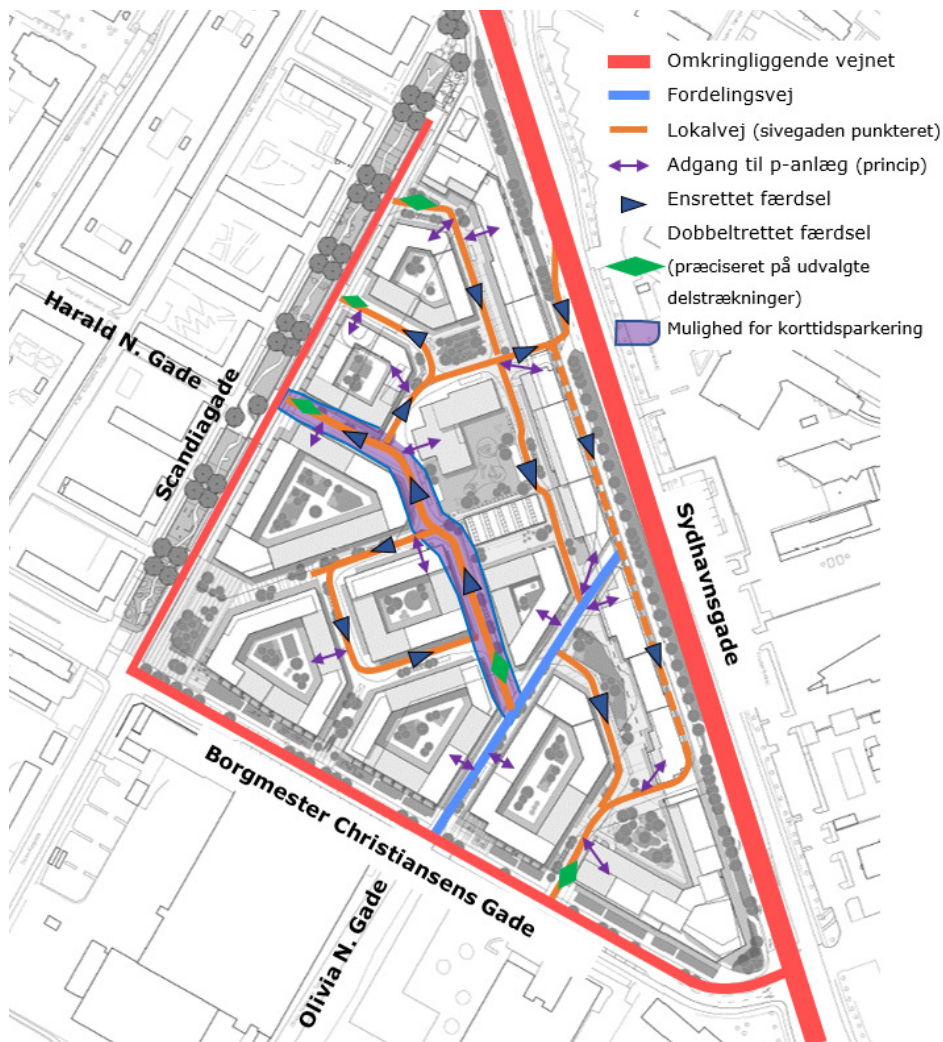 Omkringliggende vejnet
Fordelingsvej
Lokalvej (sivegaden punkteret)
Adgang til p-anlæg (princip)
Ensrettet færdsel
Dobbeltrettet færdsel
(præciseret på udvalgte
delstrækninger)
Mulighed for korttidsparkering
Harald N. Gade
Scandiagade
Sydhavnsgade
Borgmester Christiansens Gade
Olivia N. Gade